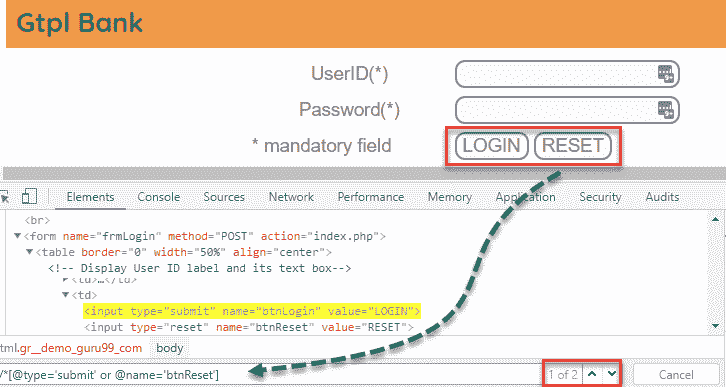 Gtpl Bank
UserID(*)
Password(*)
* mandatory field LOGIN RESET
Elements Console Sources Network Performance Memory Application Security Audits
<br>
▼<form name="frmLogin" method="POST" action="index.php">
▼<table border="0" width="50%" align="center">
<!-- Display User ID label and its text box-->
▶<td>…</td>
▼<td>
<input type="submit" name="btnLogin" value="LOGIN">
<input type="reset" name="btnReset" value="RESET">
tml.gr__demo_guru99_com body
/*[@type='submit' or @name='btnReset'] 1 of 2 Cancel